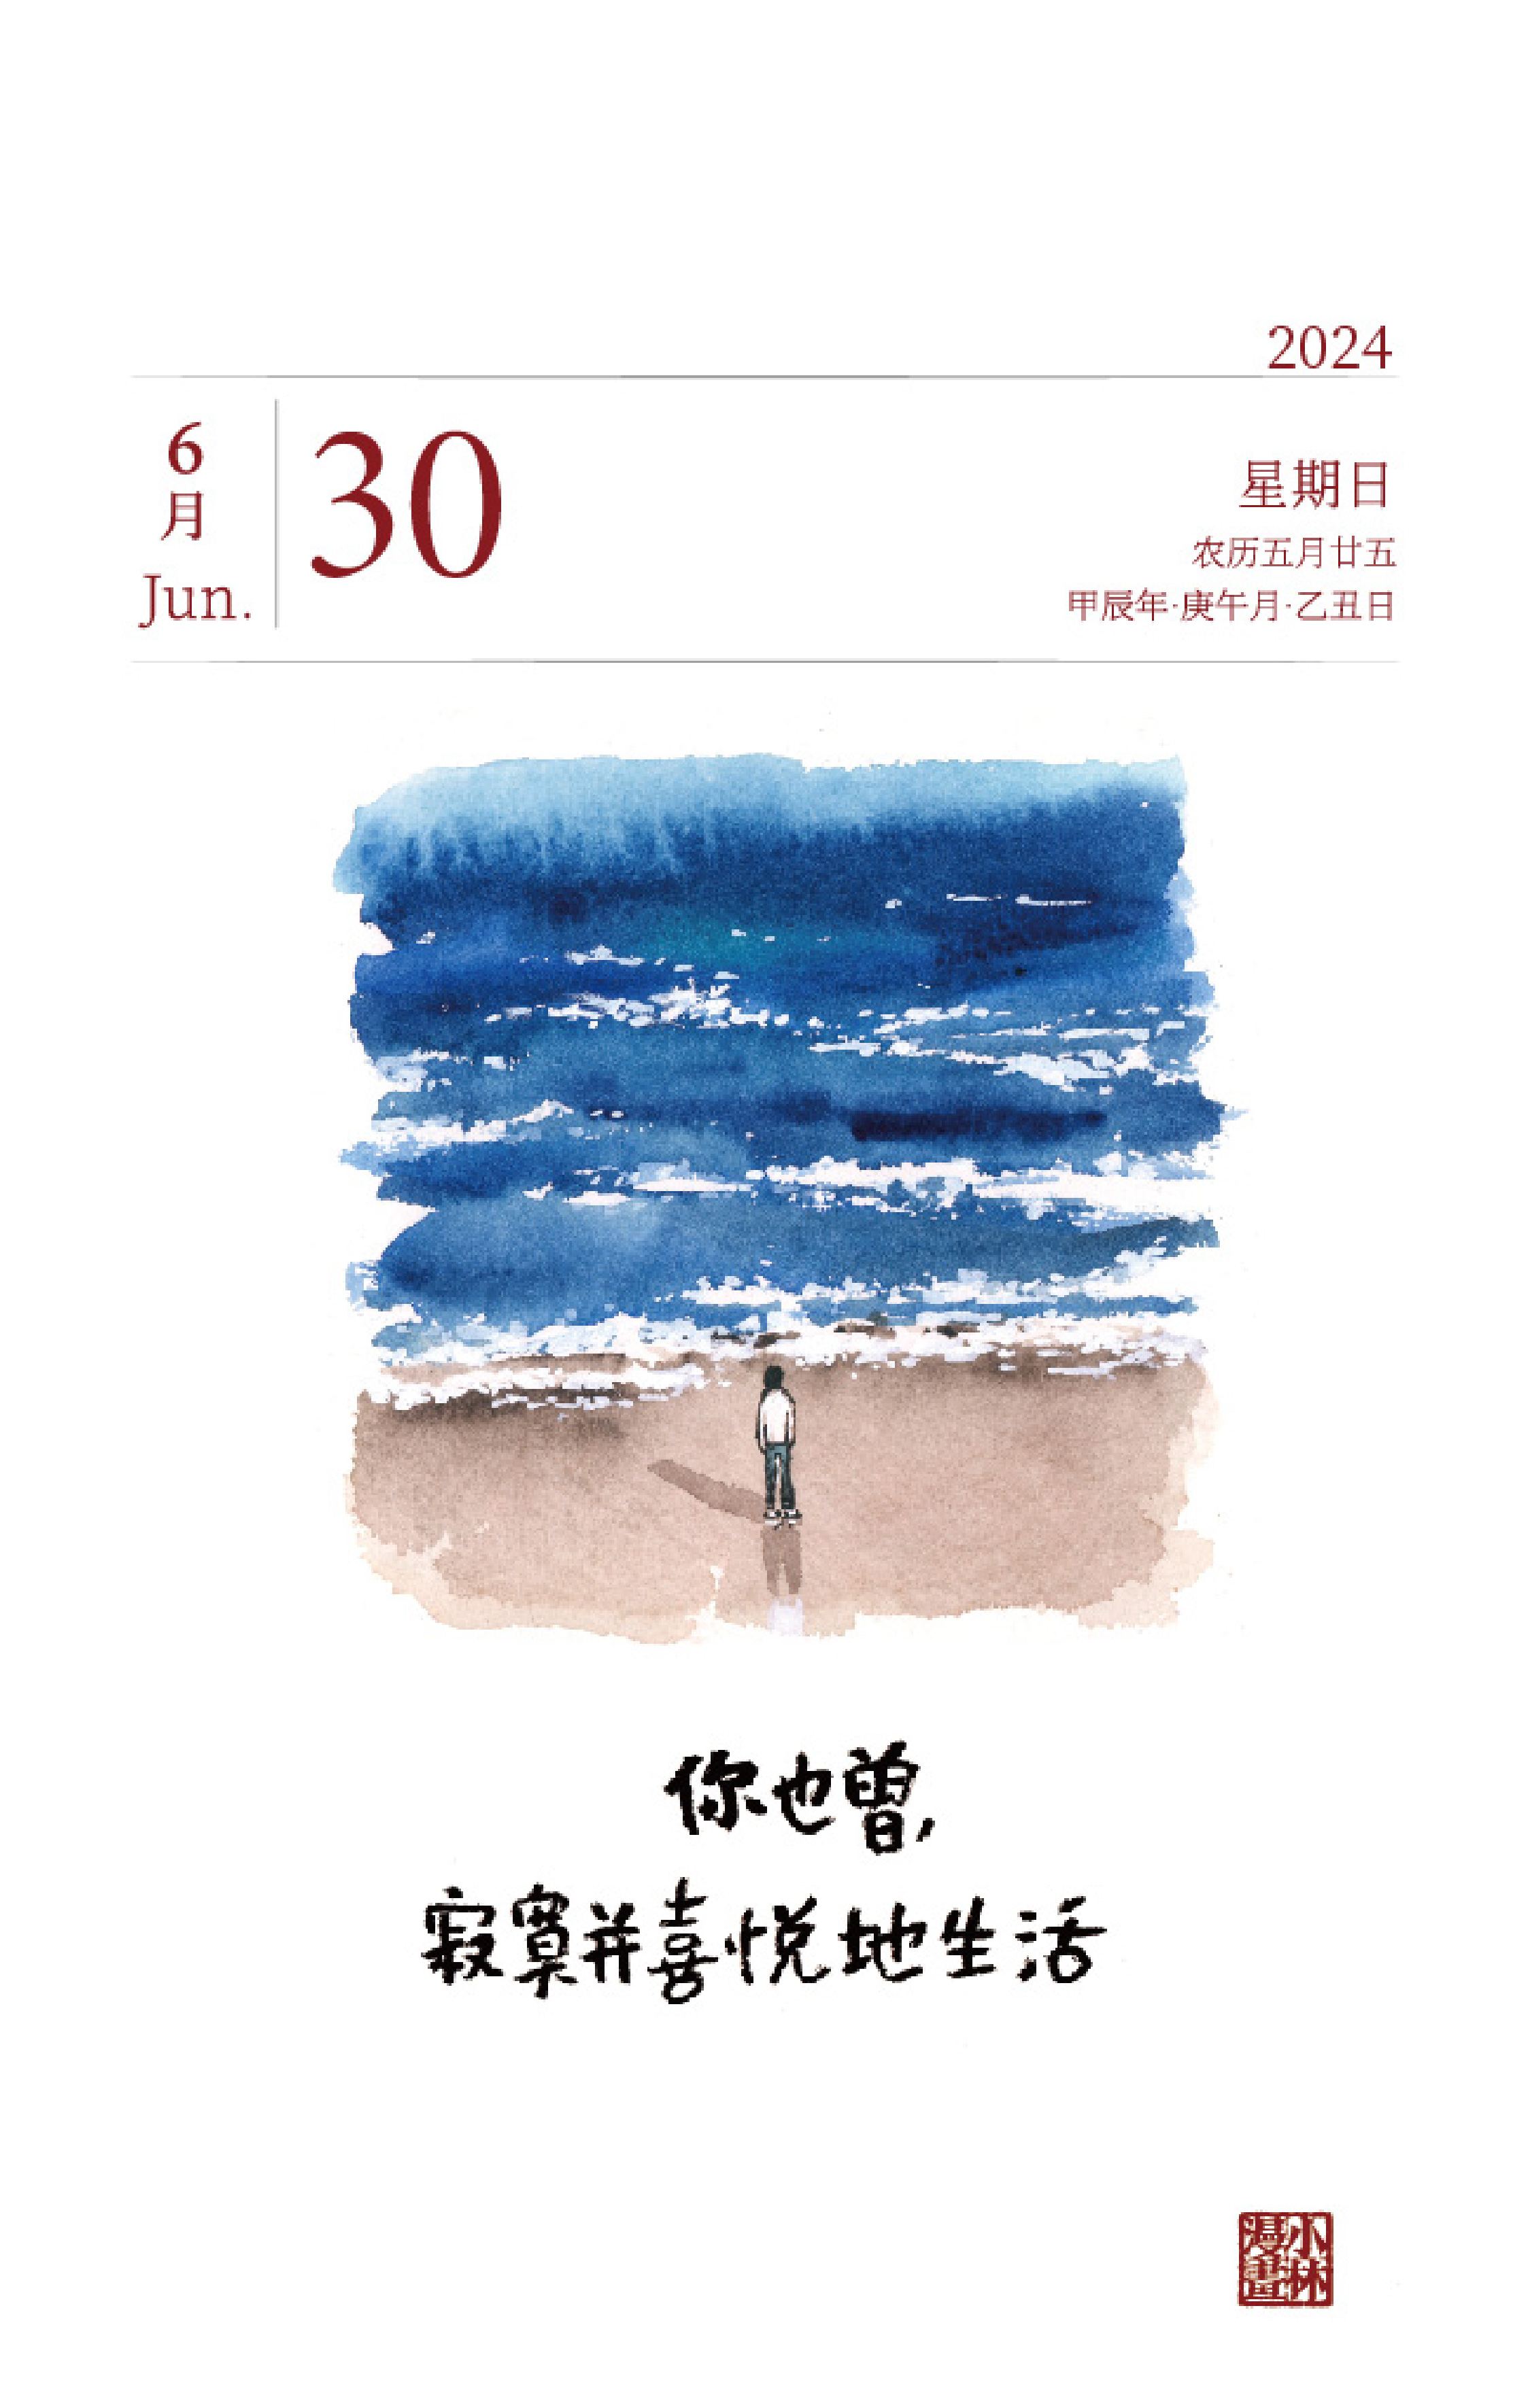 2024
6
月
Jun.
30
星期日
农历五月廿五
甲辰年·庚午月·乙丑日
你也曾,
寂寞并喜悦地生活
小林
漫畫